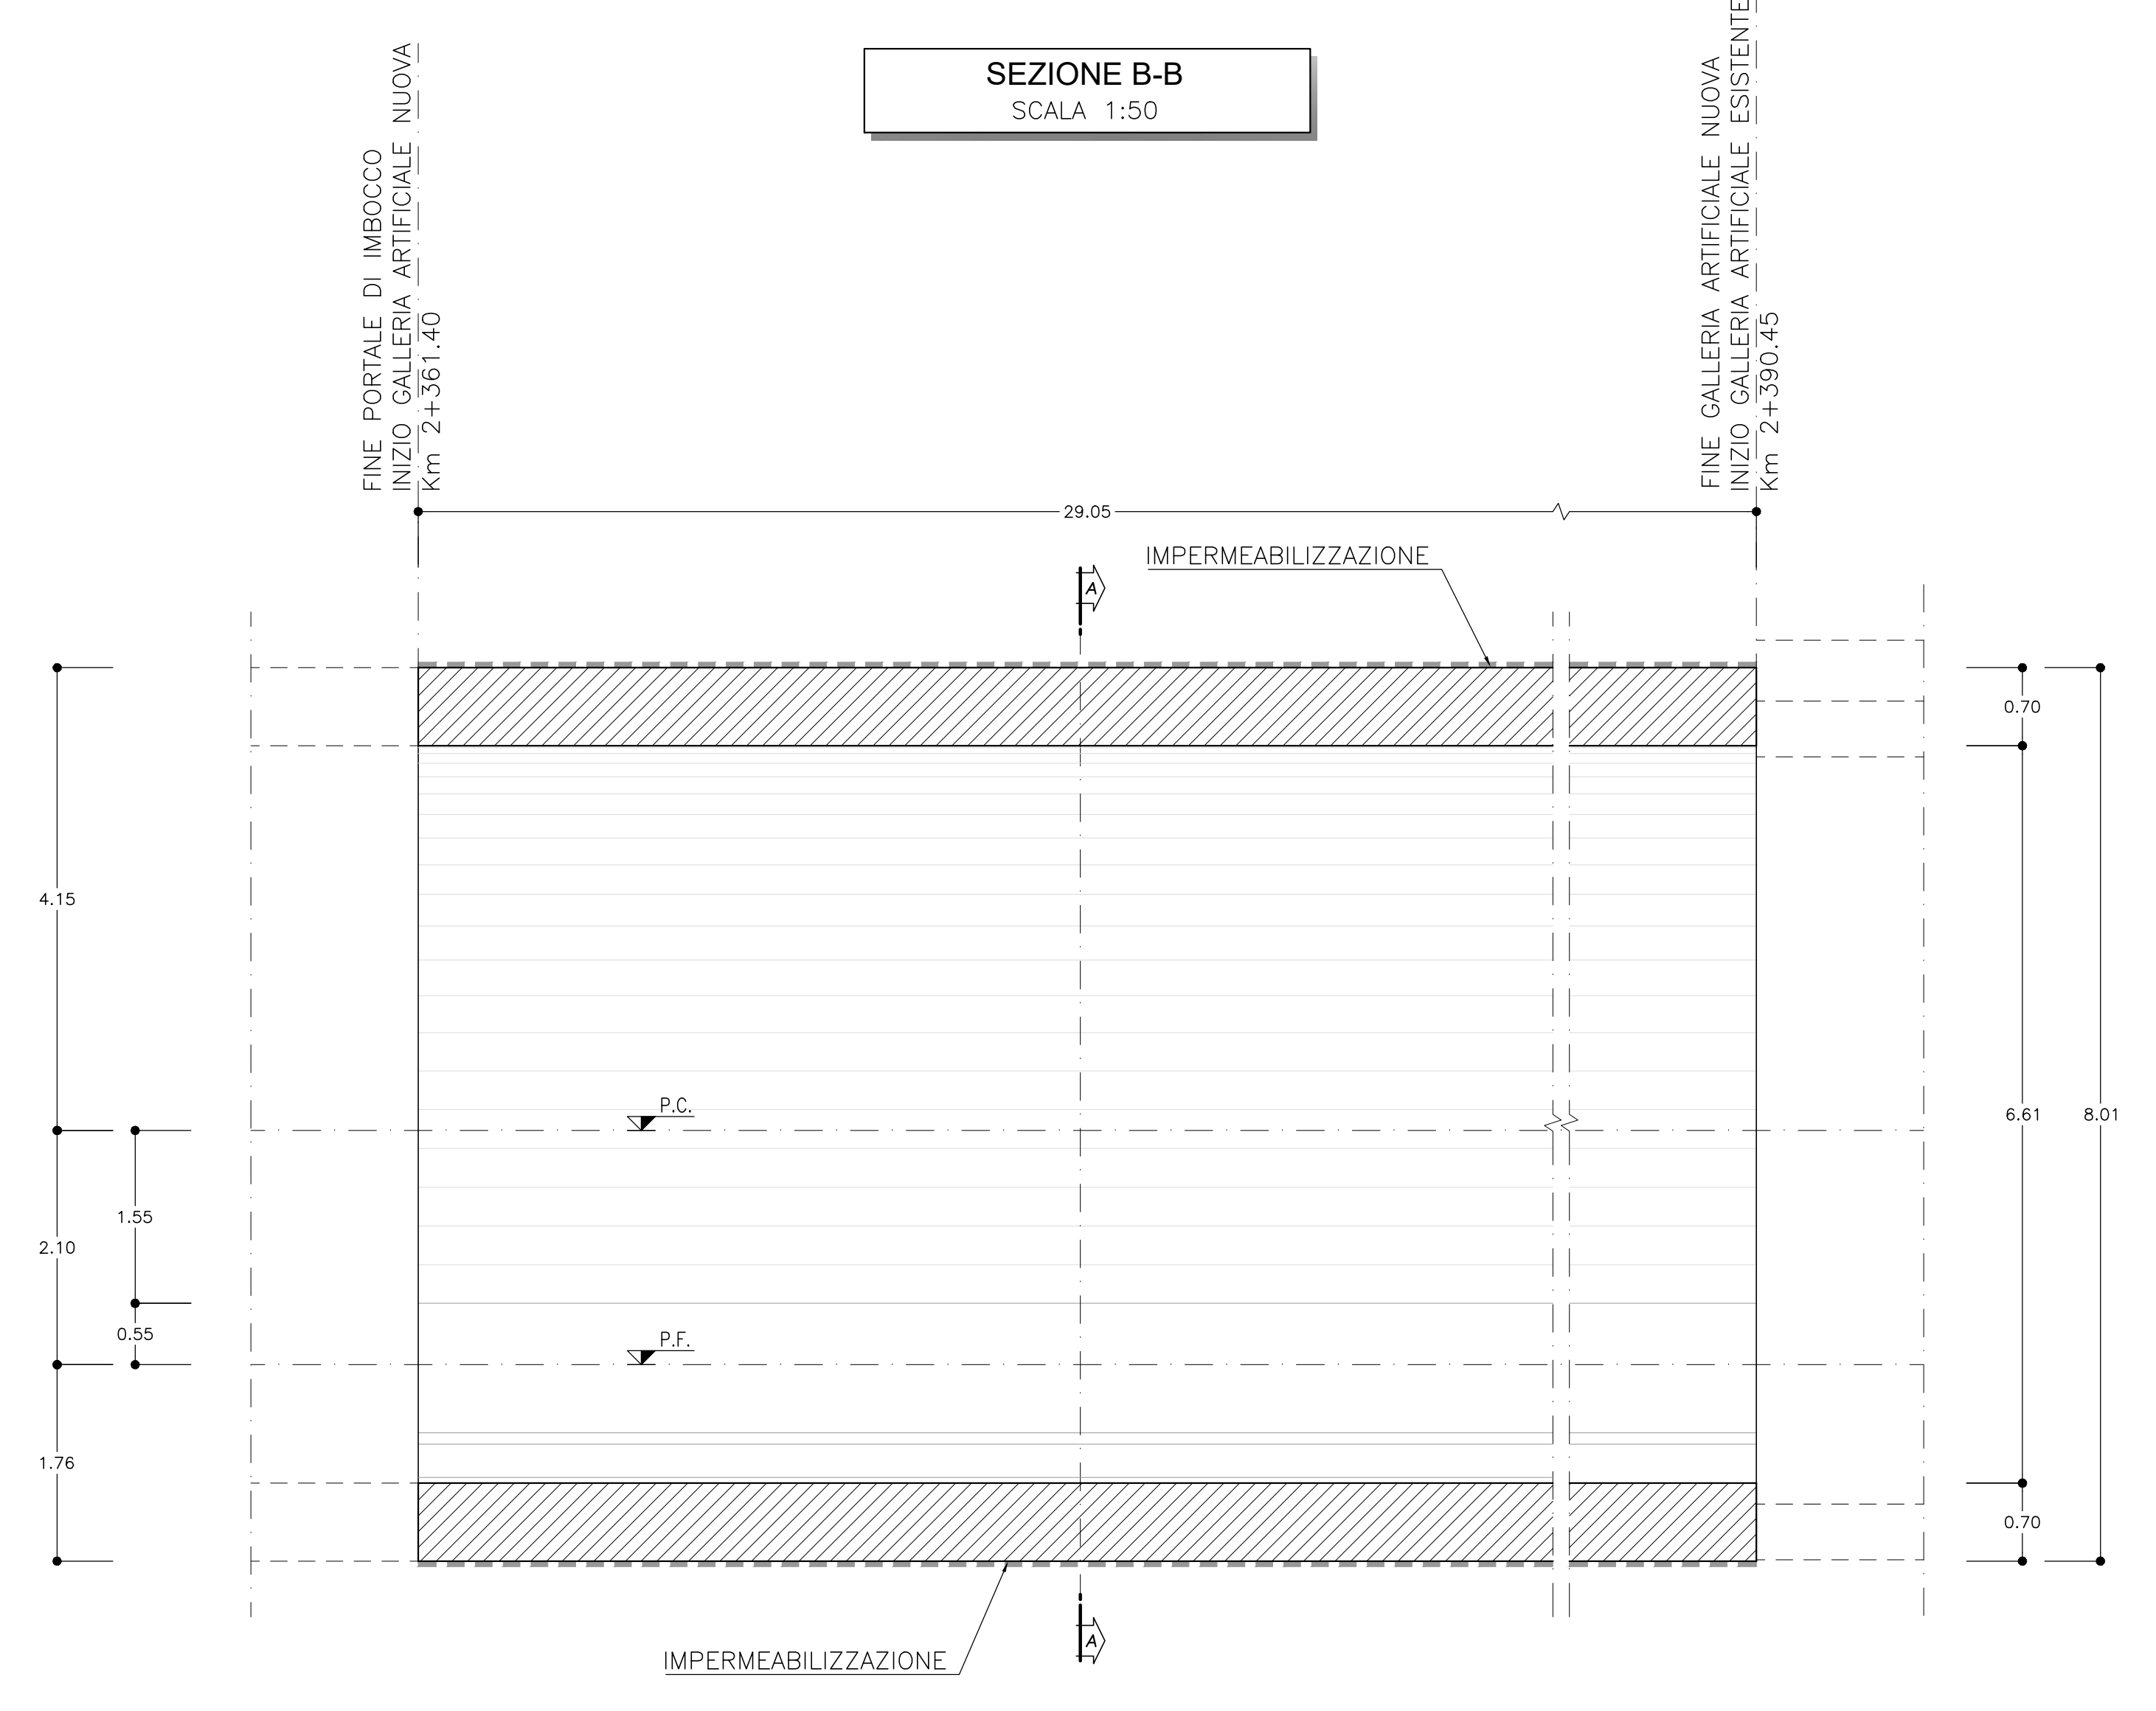 SEZIONE B-B
SCALA 1:50
FINE PORTALE DI IMBOCCO
INIZIO GALLERIA ARTIFICIALE NUOVA
Km 2+361.40
FINE GALLERIA ARTIFICIALE NUOVA
INIZIO GALLERIA ARTIFICIALE ESISTENTE
Km 2+390.45
29.05
IMPERMEABILIZZAZIONE
A
0.70
4.15
P.C.
6.61
8.01
1.55
2.10
0.55
P.F.
1.76
0.70
A
IMPERMEABILIZZAZIONE